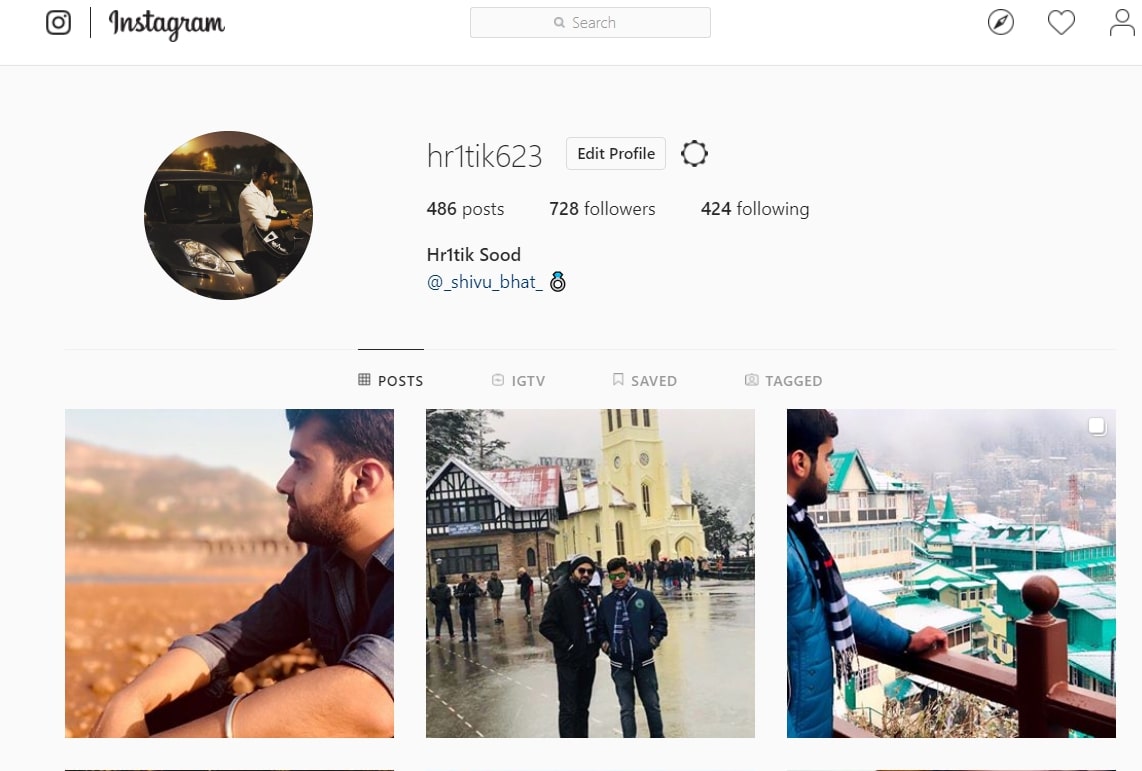 Instagram
Search
hr1tik623 Edit Profile
486 posts 728 followers 424 following
Hr1tik Sood
@_shivu_bhat_ 💍
POSTS IGTV SAVED TAGGED